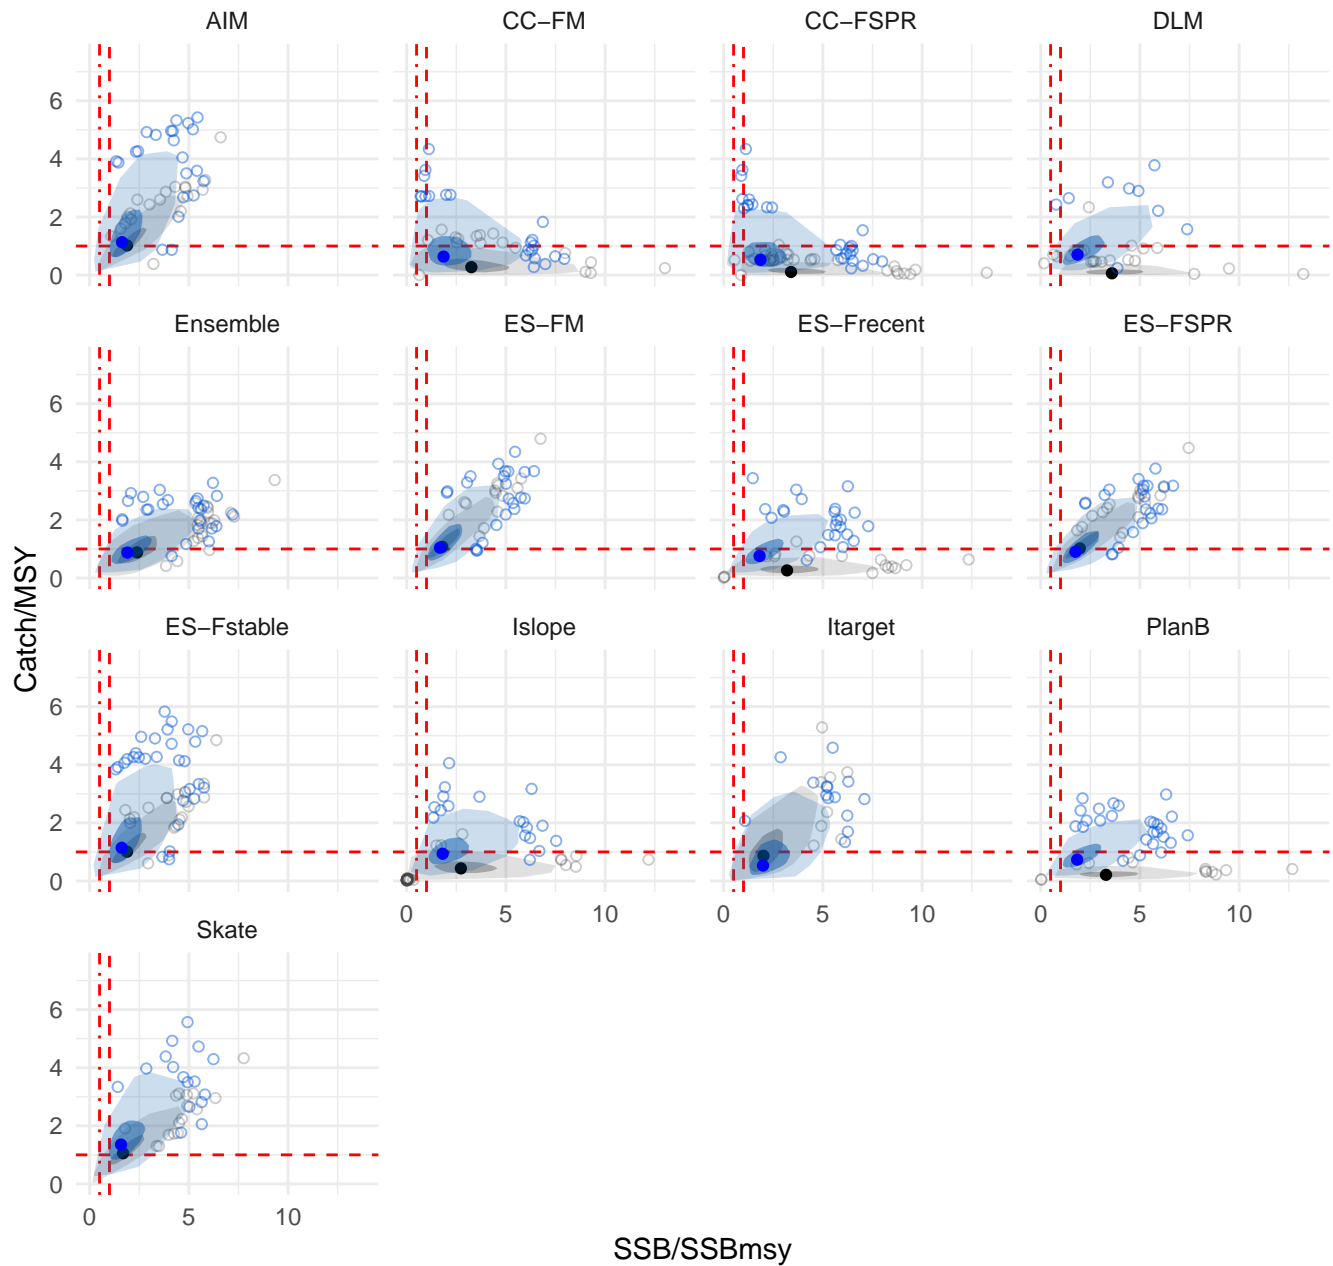 AIM CC−FM CC−FSPR DLM
6
4
2
0
Ensemble ES−FM ES−Frecent ES−FSPR
6
4
2
0
ES−Fstable Islope Itarget PlanB
6
4
2
0
0 5 10 0 5 10 0 5 10
Skate
6
4
2
0
0 5 10
Catch/MSY
SSB/SSBmsy